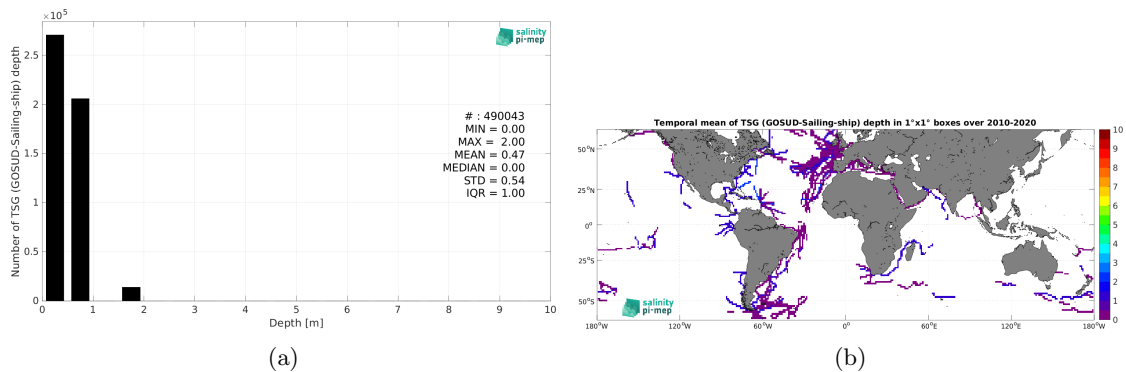 ×10⁵
2.5
2
1.5
1
0.5
0
Number of TSG (GOSUD-Sailing-ship) depth
salinity
pi-mep
# : 490043
MIN = 0.00
MAX = 2.00
MEAN = 0.47
MEDIAN = 0.00
STD = 0.54
IQR = 1.00
0 1 2 3 4 5 6 7 8 9 10
Depth [m]
(a)
Temporal mean of TSG (GOSUD-Sailing-ship) depth in 1°x1° boxes over 2010-2020
50°N
25°N
0°
25°S
50°S
salinity
pi-mep
180°W 120°W 60°W 0° 60°E 120°E 180°W
10
9
8
7
6
5
4
3
2
1
0
(b)